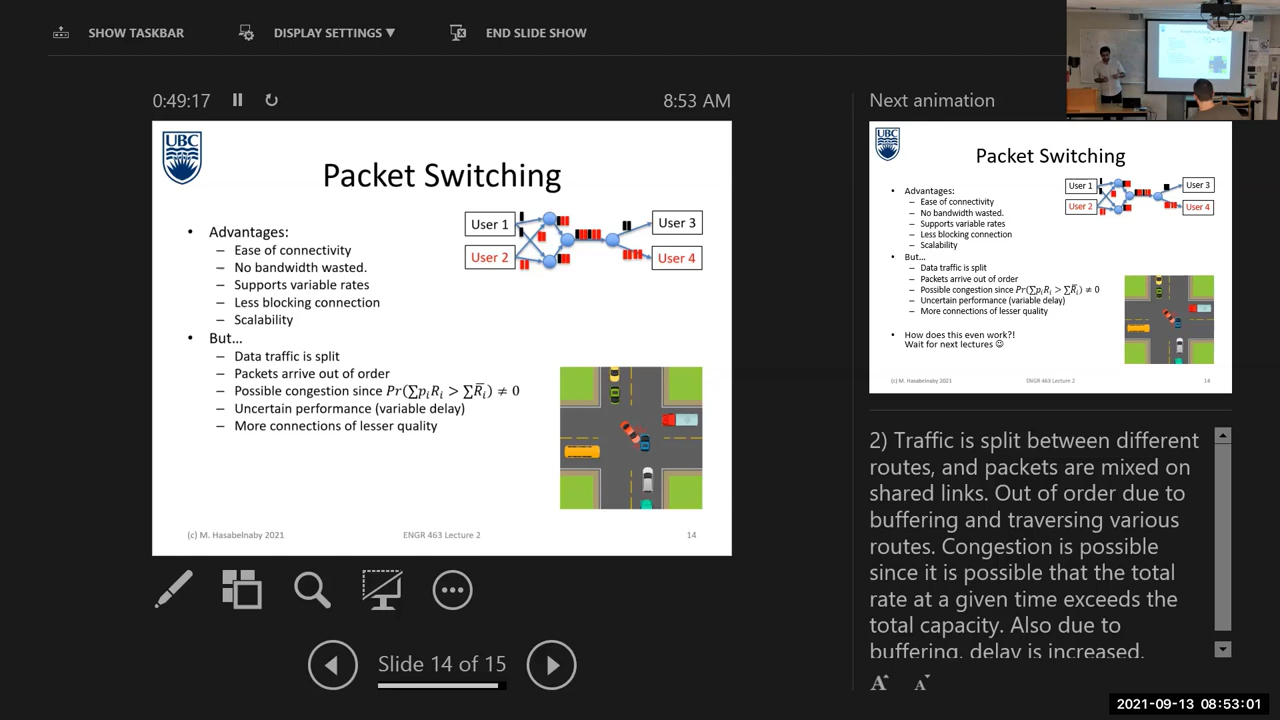 SHOW TASKBAR
DISPLAY SETTINGS ▼
END SLIDE SHOW
0:49:17
8:53 AM
UBC
Packet Switching
User 1
User 2
User 3
User 4
• Advantages:
– Ease of connectivity
– No bandwidth wasted.
– Supports variable rates
– Less blocking connection
– Scalability
• But…
– Data traffic is split
– Packets arrive out of order
– Possible congestion since Pr(∑pᵢRᵢ > ∑R̅ᵢ) ≠ 0
– Uncertain performance (variable delay)
– More connections of lesser quality
(c) M. Hasabelnaby 2021
ENGR 463 Lecture 2
14
Slide 14 of 15
Next animation
UBC
Packet Switching
User 1
User 2
User 3
User 4
• Advantages:
– Ease of connectivity
– No bandwidth wasted.
– Supports variable rates
– Less blocking connection
– Scalability
• But…
– Data traffic is split
– Packets arrive out of order
– Possible congestion since Pr(∑pᵢRᵢ > ∑R̅ᵢ) ≠ 0
– Uncertain performance (variable delay)
– More connections of lesser quality
• How does this even work?!
Wait for next lectures ☺
(c) M. Hasabelnaby 2021
ENGR 463 Lecture 2
14
2) Traffic is split between different
routes, and packets are mixed on
shared links. Out of order due to
buffering and traversing various
routes. Congestion is possible
since it is possible that the total
rate at a given time exceeds the
total capacity. Also due to
buffering, delay is increased.
A A
2021-09-13 08:53:01